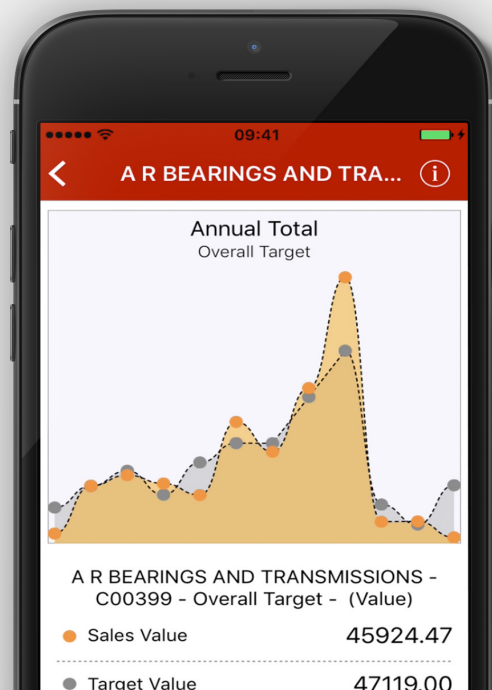 09:41
A R BEARINGS AND TRA...
Annual Total
Overall Target
A R BEARINGS AND TRANSMISSIONS -
C00399 - Overall Target - (Value)
Sales Value 45924.47
Target Value 47119.00